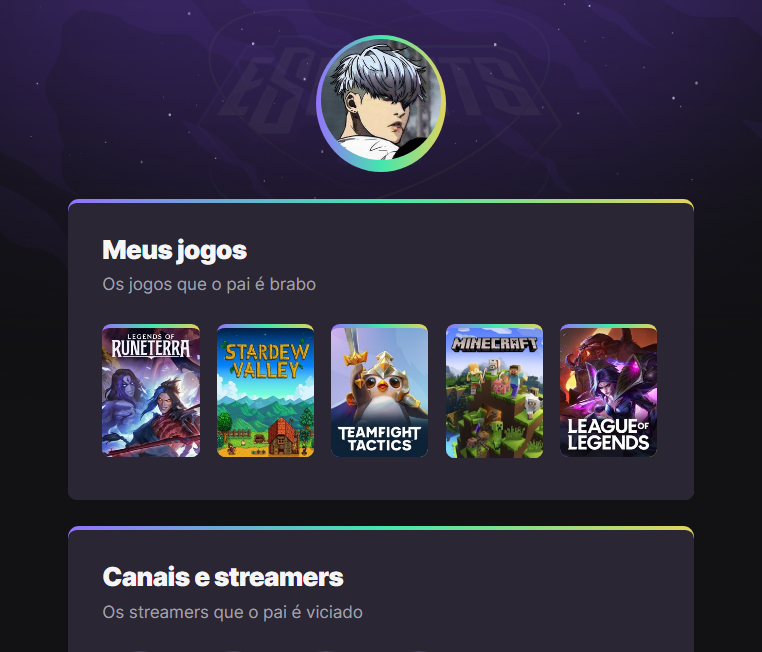 ESPORTS
Meus jogos
Os jogos que o pai é brabo
LEGENDS OF
RUNETERRA
STARDEW
VALLEY
TEAMFIGHT
TACTICS
MINECRAFT
LEAGUE OF
LEGENDS
Canais e streamers
Os streamers que o pai é viciado